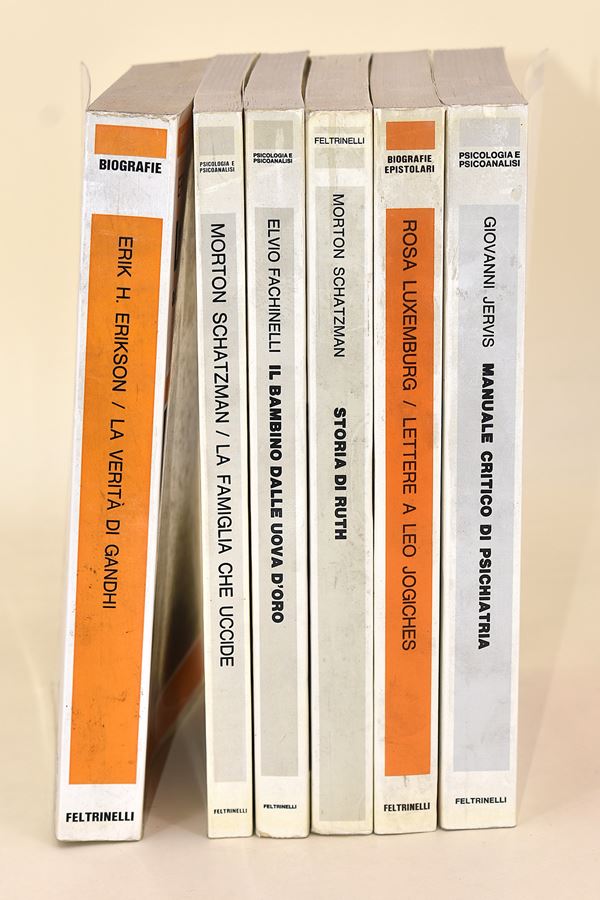 BIOGRAFIE
ERIK H. ERIKSON / LA VERITÀ DI GANDHI
FELTRINELLI
PSICOLOGIA E
PSICOANALISI
MORTON SCHATZMAN / LA FAMIGLIA CHE UCCIDE
FELTRINELLI
PSICOLOGIA E
PSICOANALISI
ELVIO FACHINELLI IL BAMBINO DALLE UOVA D'ORO
FELTRINELLI
FELTRINELLI
MORTON SCHATZMAN STORIA DI RUTH
BIOGRAFIE
EPISTOLARI
ROSA LUXEMBURG / LETTERE A LEO JOGICHES
FELTRINELLI
PSICOLOGIA E
PSICOANALISI
GIOVANNI JERVIS MANUALE CRITICO DI PSICHIATRIA
FELTRINELLI